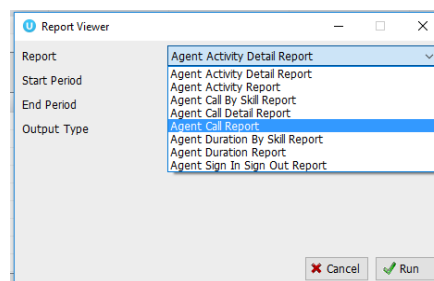 Report Viewer
Report
Agent Activity Detail Report
Agent Activity Detail Report
Start Period
Agent Activity Report
Agent Call By Skill Report
End Period
Agent Call Detail Report
Output Type
Agent Call Report
Agent Duration By Skill Report
Agent Duration Report
Agent Sign In Sign Out Report
Cancel
Run